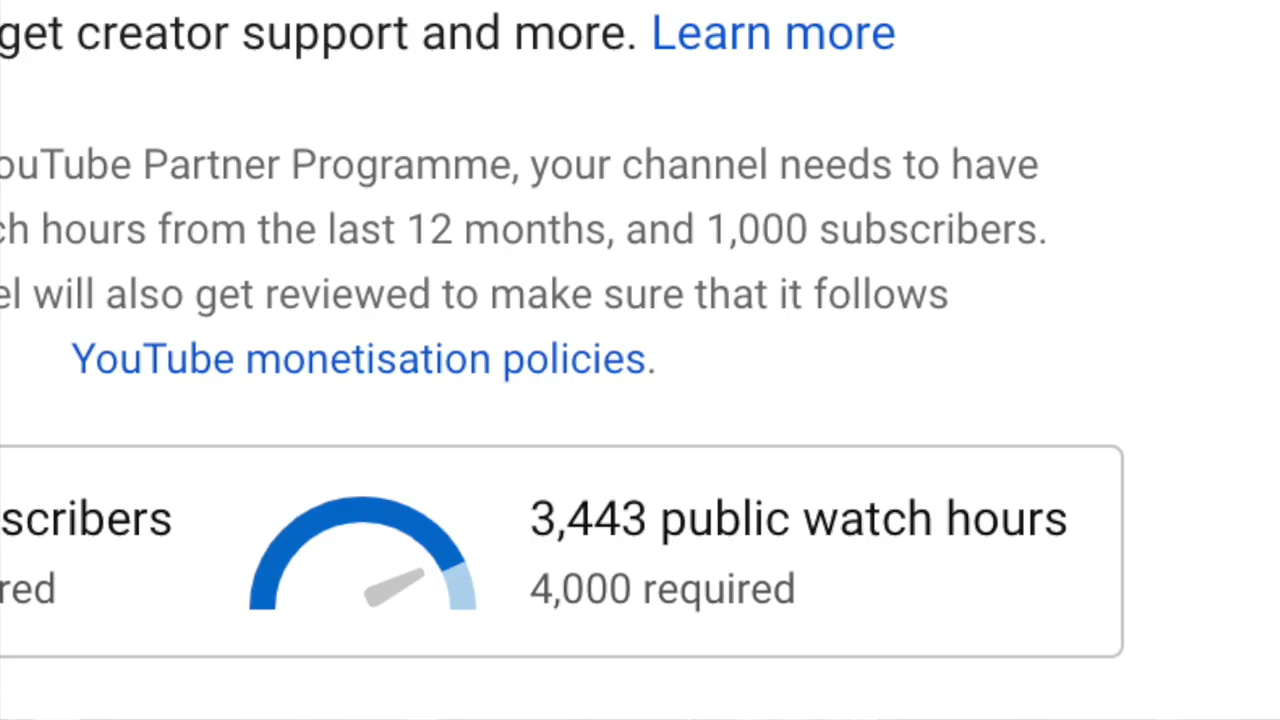 get creator support and more. Learn more
ouTube Partner Programme, your channel needs to have
ch hours from the last 12 months, and 1,000 subscribers.
el will also get reviewed to make sure that it follows
YouTube monetisation policies.
scribers
3,443 public watch hours
red
4,000 required